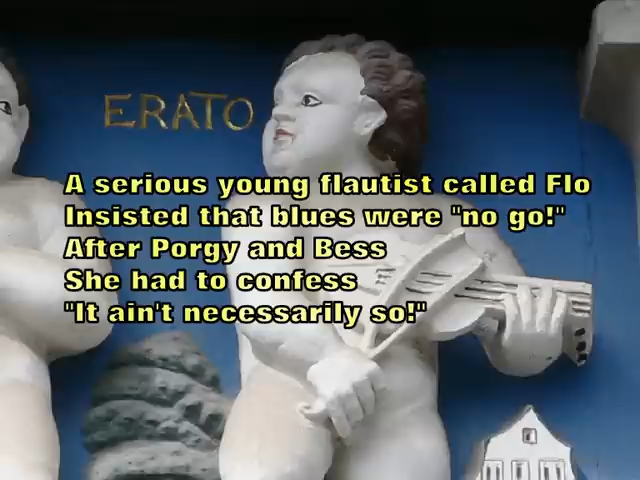 ERATO
A serious young flautist called Flo
Insisted that blues were "no go!"
After Porgy and Bess
She had to confess
"It ain't necessarily so!"